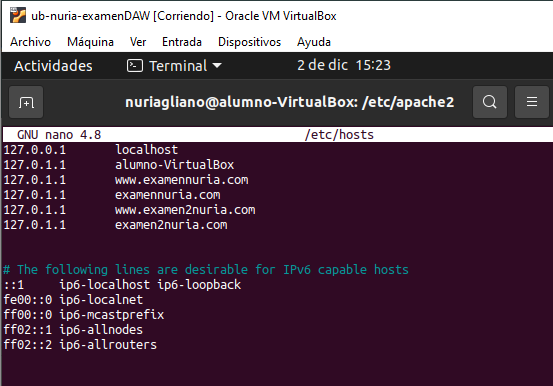 ub-nuria-examenDAW [Corriendo] - Oracle VM VirtualBox
Archivo Máquina Ver Entrada Dispositivos Ayuda
Actividades Terminal 2 de dic 15:23
nuriagliano@alumno-VirtualBox: /etc/apache2
GNU nano 4.8 /etc/hosts
127.0.0.1 localhost
127.0.1.1 alumno-VirtualBox
127.0.1.1 www.examennuria.com
127.0.1.1 examennuria.com
127.0.1.1 www.examen2nuria.com
127.0.1.1 examen2nuria.com
# The following lines are desirable for IPv6 capable hosts
::1 ip6-localhost ip6-loopback
fe00::0 ip6-localnet
ff00::0 ip6-mcastprefix
ff02::1 ip6-allnodes
ff02::2 ip6-allrouters